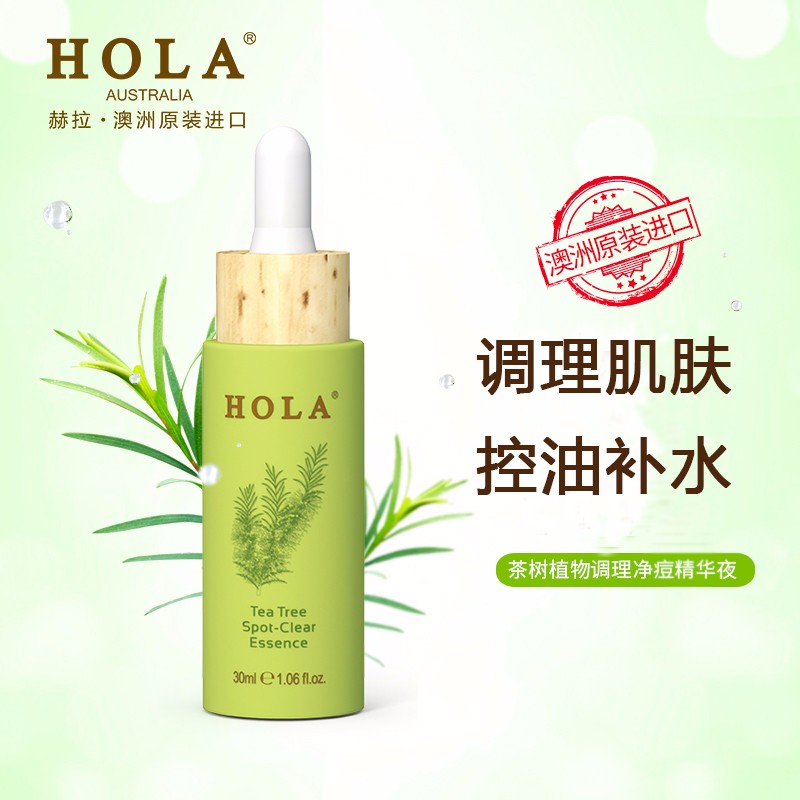 HOLA®
AUSTRALIA
赫拉·澳洲原装进口
澳洲原装进口
调理肌肤
控油补水
茶树植物调理净痘精华夜
HOLA®
Tea Tree
Spot-Clear
Essence
30ml ℮ 1.06 fl.oz.